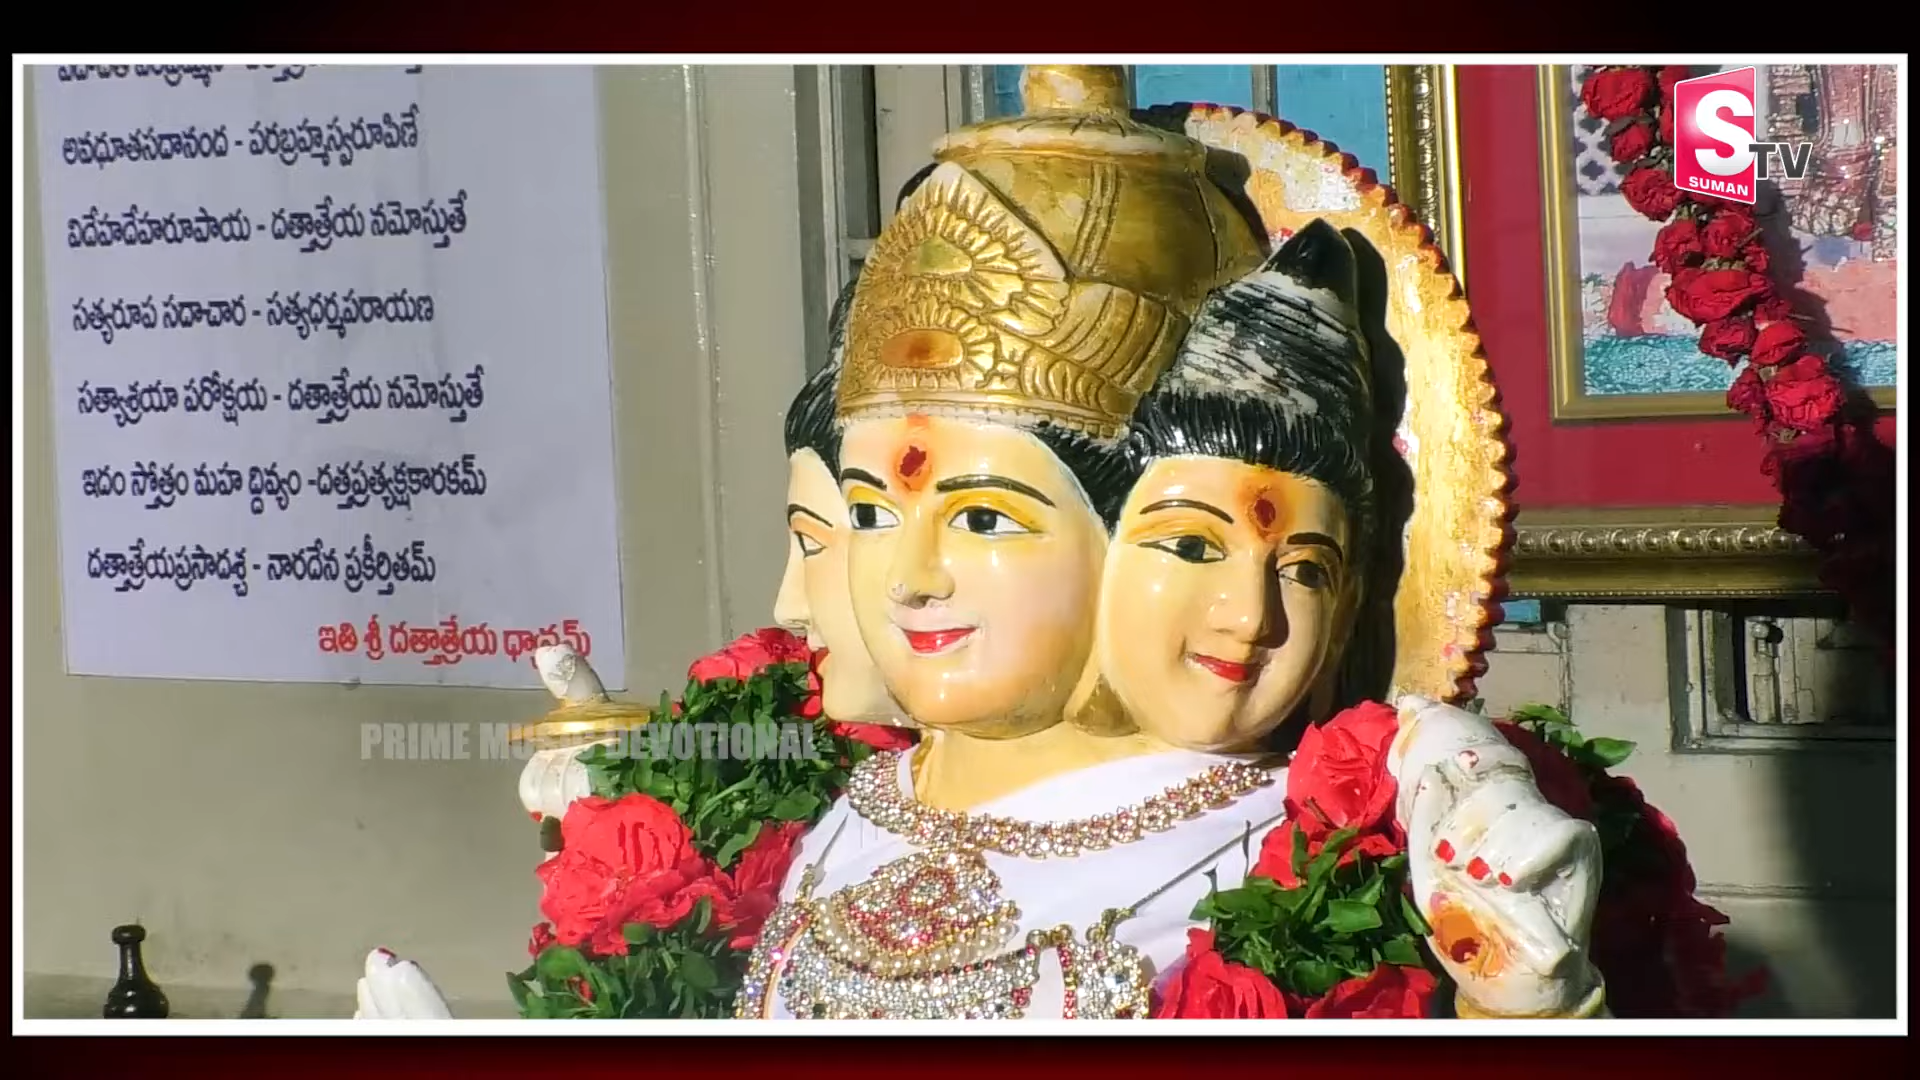 అవధూతసదానంద - పరబ్రహ్మస్వరూపిణే
విదేహదేహరూపాయ - దత్తాత్రేయ నమోస్తుతే
సత్యరూప సదాచార - సత్యధర్మపరాయణ
సత్యాశ్రయా పరోక్షయ - దత్తాత్రేయ నమోస్తుతే
ఇదం స్తోత్రం మహ ద్దివ్యం -దత్తప్రత్యక్షకారకమ్
దత్తాత్రేయప్రసాదశ్చ - నారదేన ప్రకీర్తితమ్
ఇతి శ్రీ దత్తాత్రేయ
PRIME MUSIC DEVOTIONAL
S TV
SUMAN